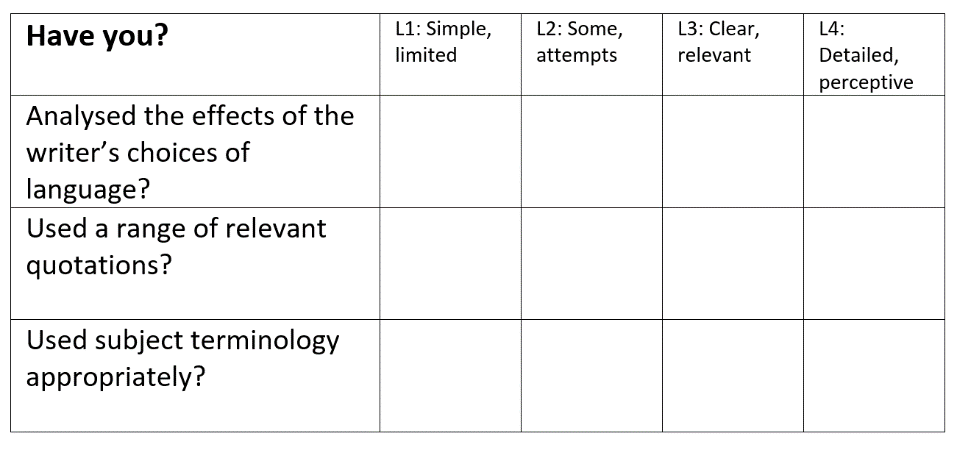 Have you?
L1: Simple,
limited
L2: Some,
attempts
L3: Clear,
relevant
L4:
Detailed,
perceptive
Analysed the effects of the
writer’s choices of
language?
Used a range of relevant
quotations?
Used subject terminology
appropriately?